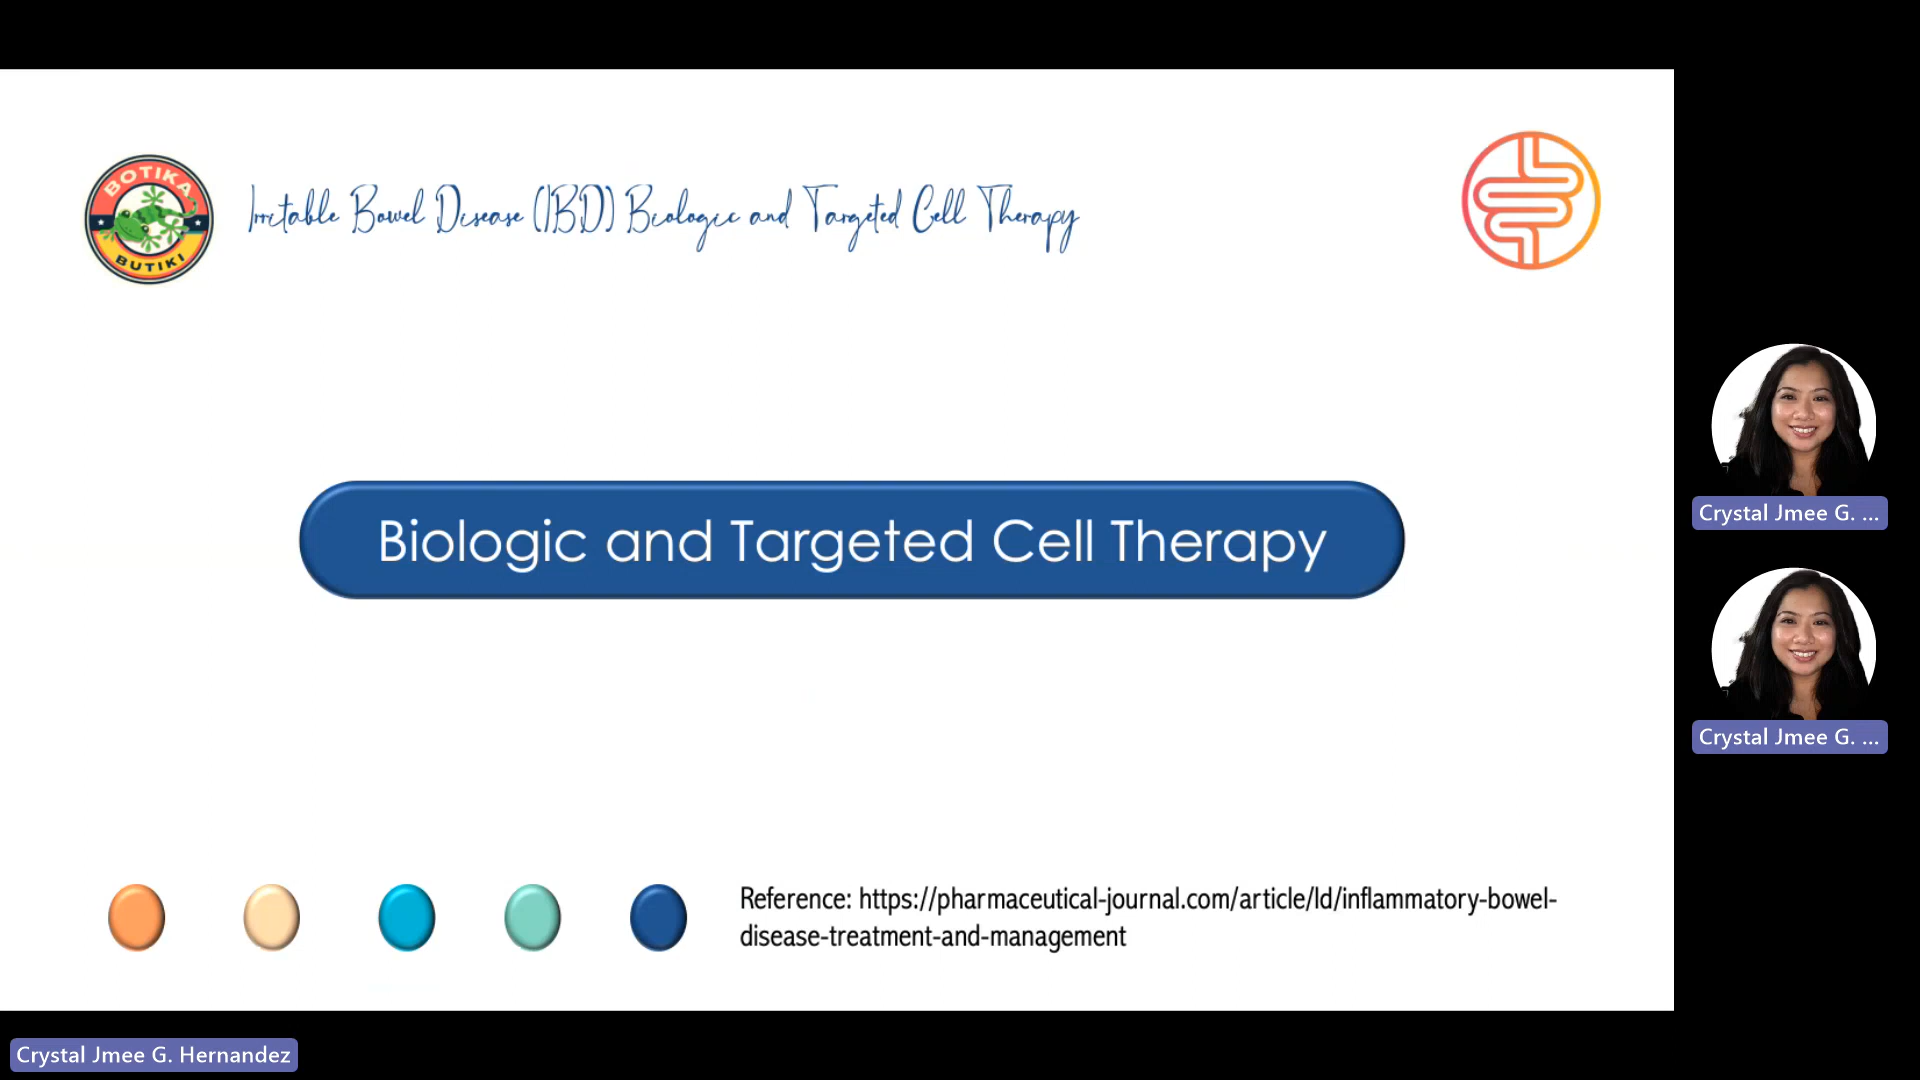 BOTIKA
BUTIKI
Irritable Bowel Disease (IBD) Biologic and Targeted Cell Therapy
Biologic and Targeted Cell Therapy
Reference: https://pharmaceutical-journal.com/article/ld/inflammatory-bowel-
disease-treatment-and-management
Crystal Jmee G. ...
Crystal Jmee G. ...
Crystal Jmee G. Hernandez